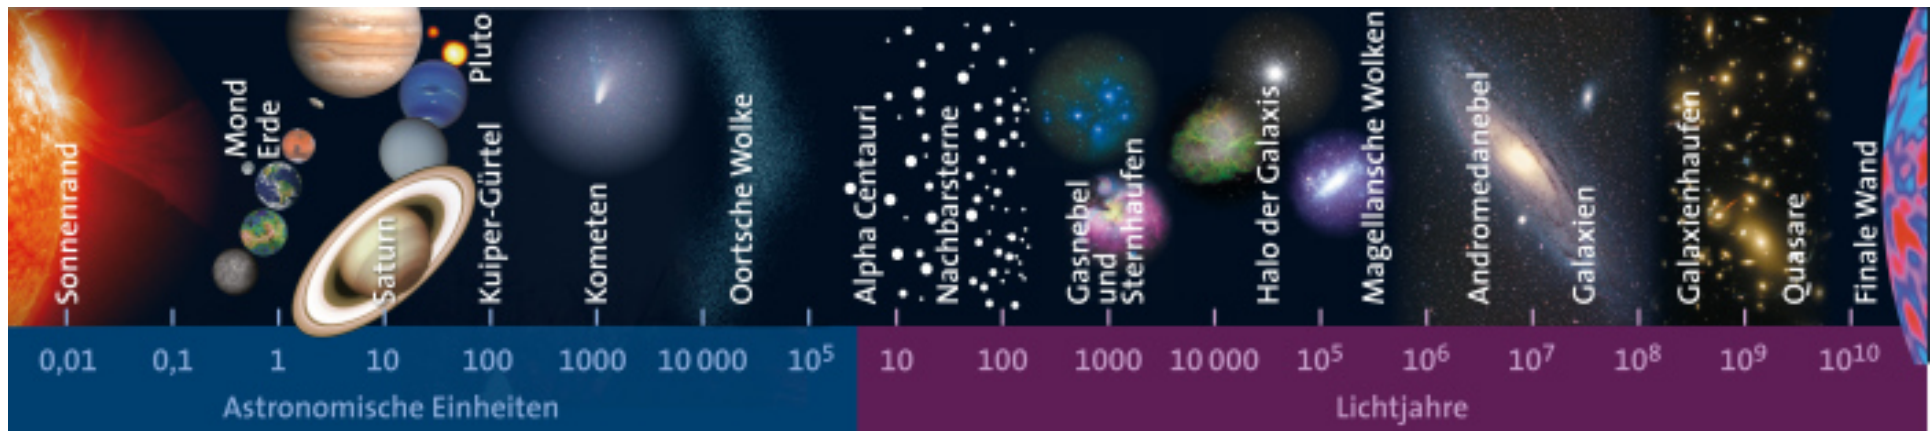 Sonnenrand
Mond
Erde
Saturn
Pluto
Kuiper-Gürtel
Kometen
Oortsche Wolke
Alpha Centauri
Nachbarsterne
Gasnebel
und
Sternhaufen
Halo der Galaxis
Magellansche Wolken
Andromedanebel
Galaxien
Galaxienhaufen
Quasare
Finale Wand
0,01 0,1 1 10 100 1000 10 000 10⁵ 10 100 1000 10 000 10⁵ 10⁶ 10⁷ 10⁸ 10⁹ 10¹⁰
Astronomische Einheiten Lichtjahre